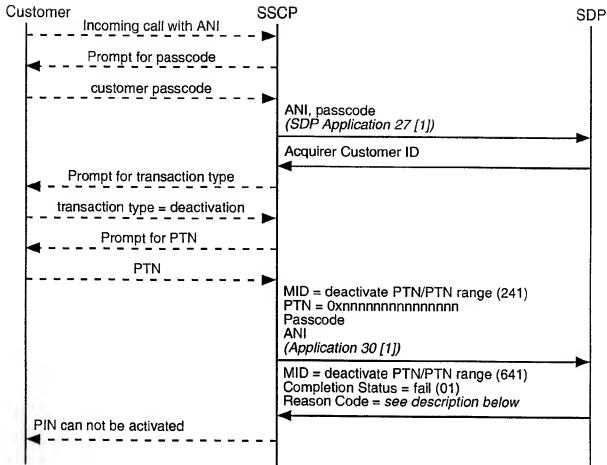 Customer
SSCP
SDP
Incoming call with ANI
Prompt for passcode
customer passcode
ANI, passcode
(SDP Application 27 [1])
Acquirer Customer ID
Prompt for transaction type
transaction type = deactivation
Prompt for PTN
PTN
MID = deactivate PTN/PTN range (241)
PTN = 0xnnnnnnnnnnnnnnnn
Passcode
ANI
(Application 30 [1])
MID = deactivate PTN/PTN range (641)
Completion Status = fail (01)
Reason Code = see description below
PIN can not be activated